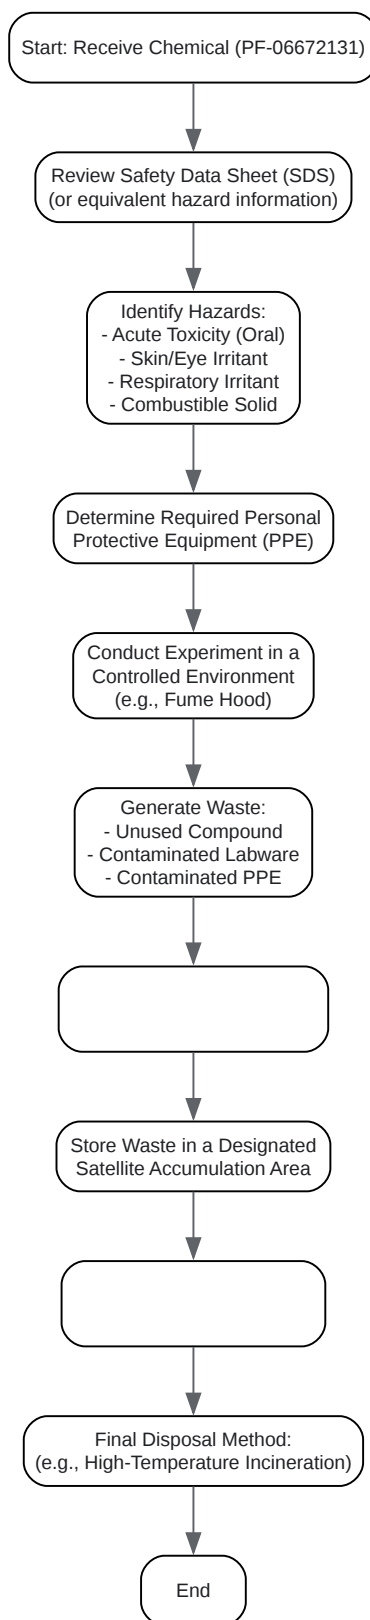 Start: Receive Chemical (PF-06672131)
Review Safety Data Sheet (SDS)
(or equivalent hazard information)
Identify Hazards:
- Acute Toxicity (Oral)
- Skin/Eye Irritant
- Respiratory Irritant
- Combustible Solid
Determine Required Personal
Protective Equipment (PPE)
Conduct Experiment in a
Controlled Environment
(e.g., Fume Hood)
Generate Waste:
- Unused Compound
- Contaminated Labware
- Contaminated PPE
Store Waste in a Designated
Satellite Accumulation Area
Final Disposal Method:
(e.g., High-Temperature Incineration)
End